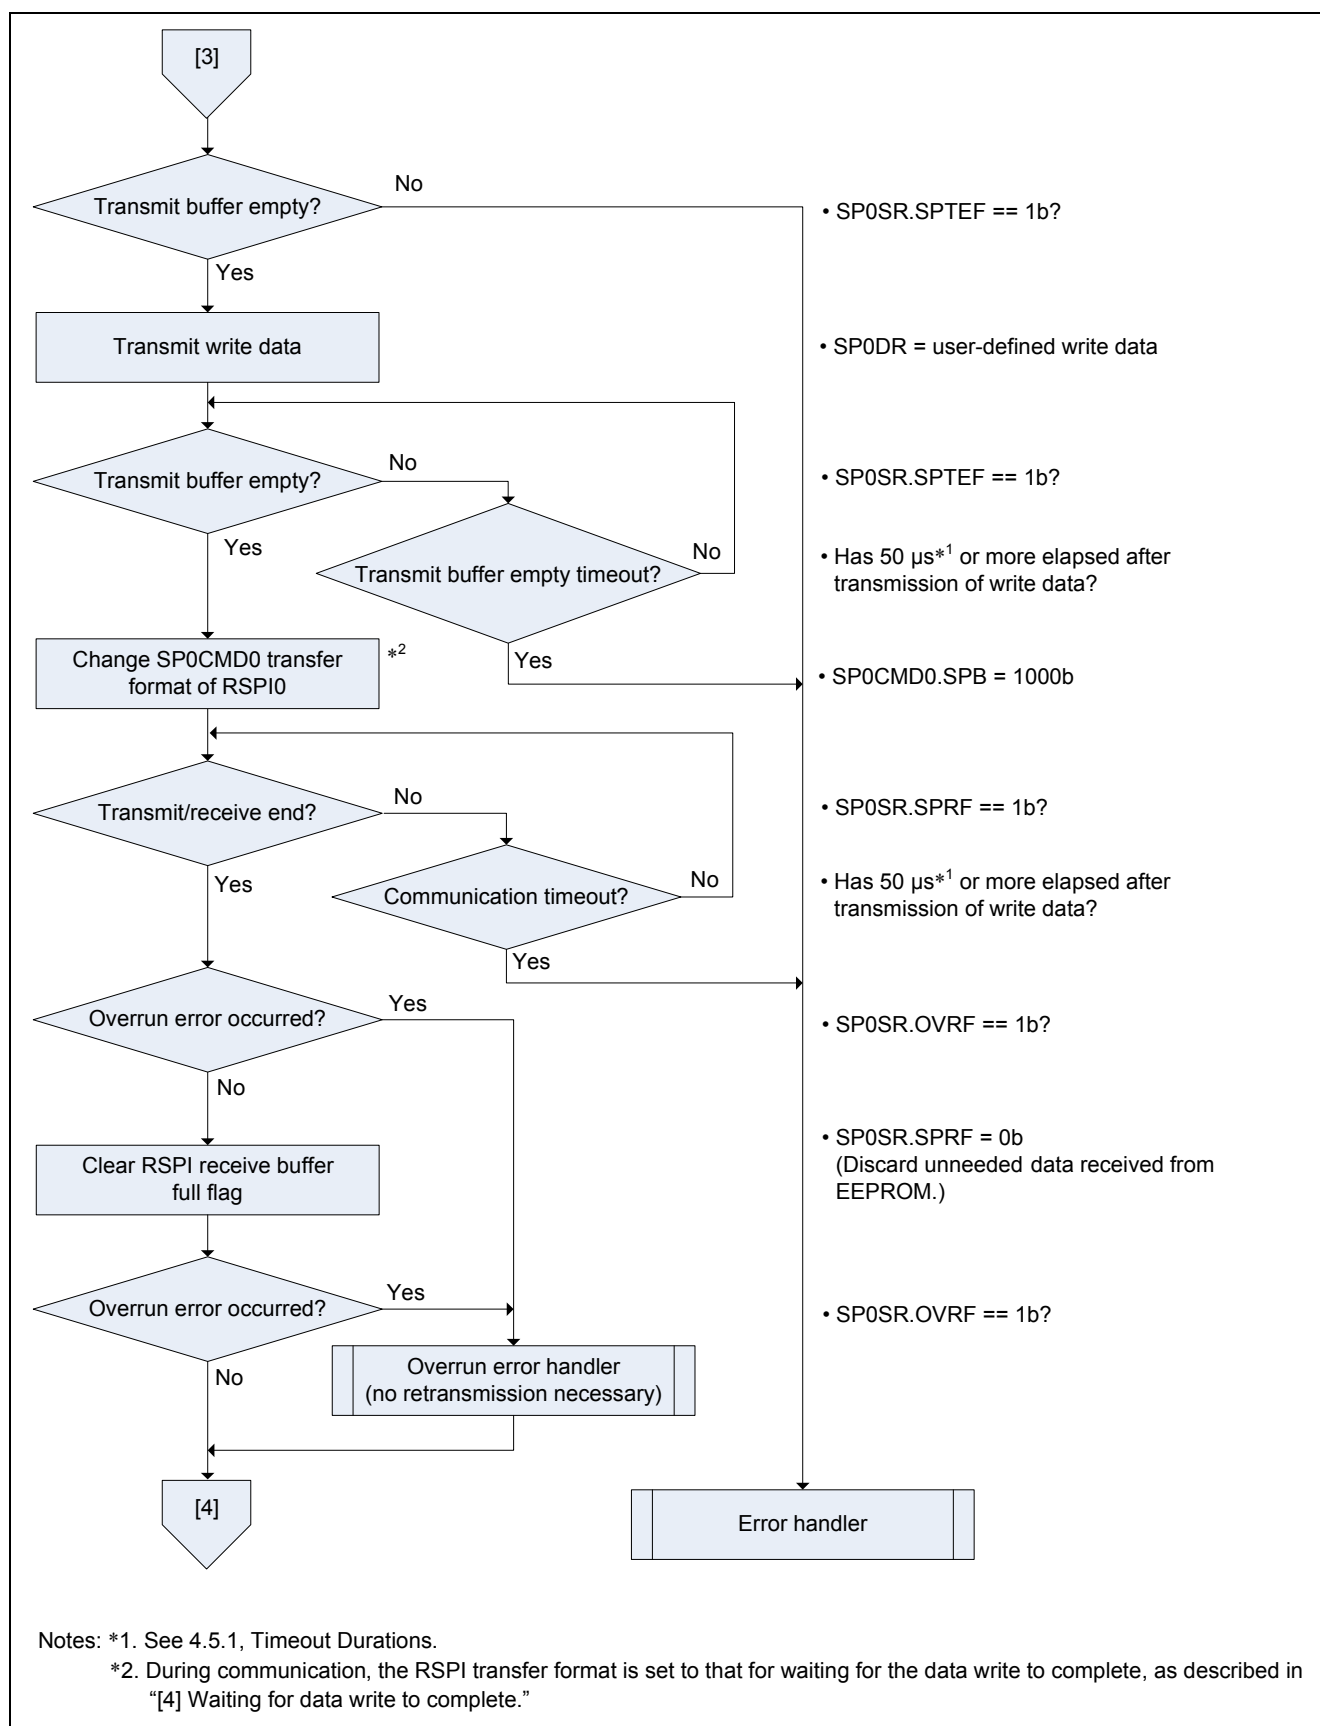 [3]
Transmit buffer empty?
No
• SP0SR.SPTEF == 1b?
Yes
Transmit write data
• SP0DR = user-defined write data
Transmit buffer empty?
No
• SP0SR.SPTEF == 1b?
Yes
Transmit buffer empty timeout?
No
• Has 50 µs*1 or more elapsed after
transmission of write data?
Change SP0CMD0 transfer
format of RSPI0
*2
Yes
• SP0CMD0.SPB = 1000b
Transmit/receive end?
No
• SP0SR.SPRF == 1b?
Yes
Communication timeout?
No
• Has 50 µs*1 or more elapsed after
transmission of write data?
Yes
Overrun error occurred?
Yes
• SP0SR.OVRF == 1b?
No
Clear RSPI receive buffer
full flag
• SP0SR.SPRF = 0b
(Discard unneeded data received from
EEPROM.)
Overrun error occurred?
Yes
• SP0SR.OVRF == 1b?
No
Overrun error handler
(no retransmission necessary)
[4]
Error handler
Notes: *1. See 4.5.1, Timeout Durations.
*2. During communication, the RSPI transfer format is set to that for waiting for the data write to complete, as described in
“[4] Waiting for data write to complete.”